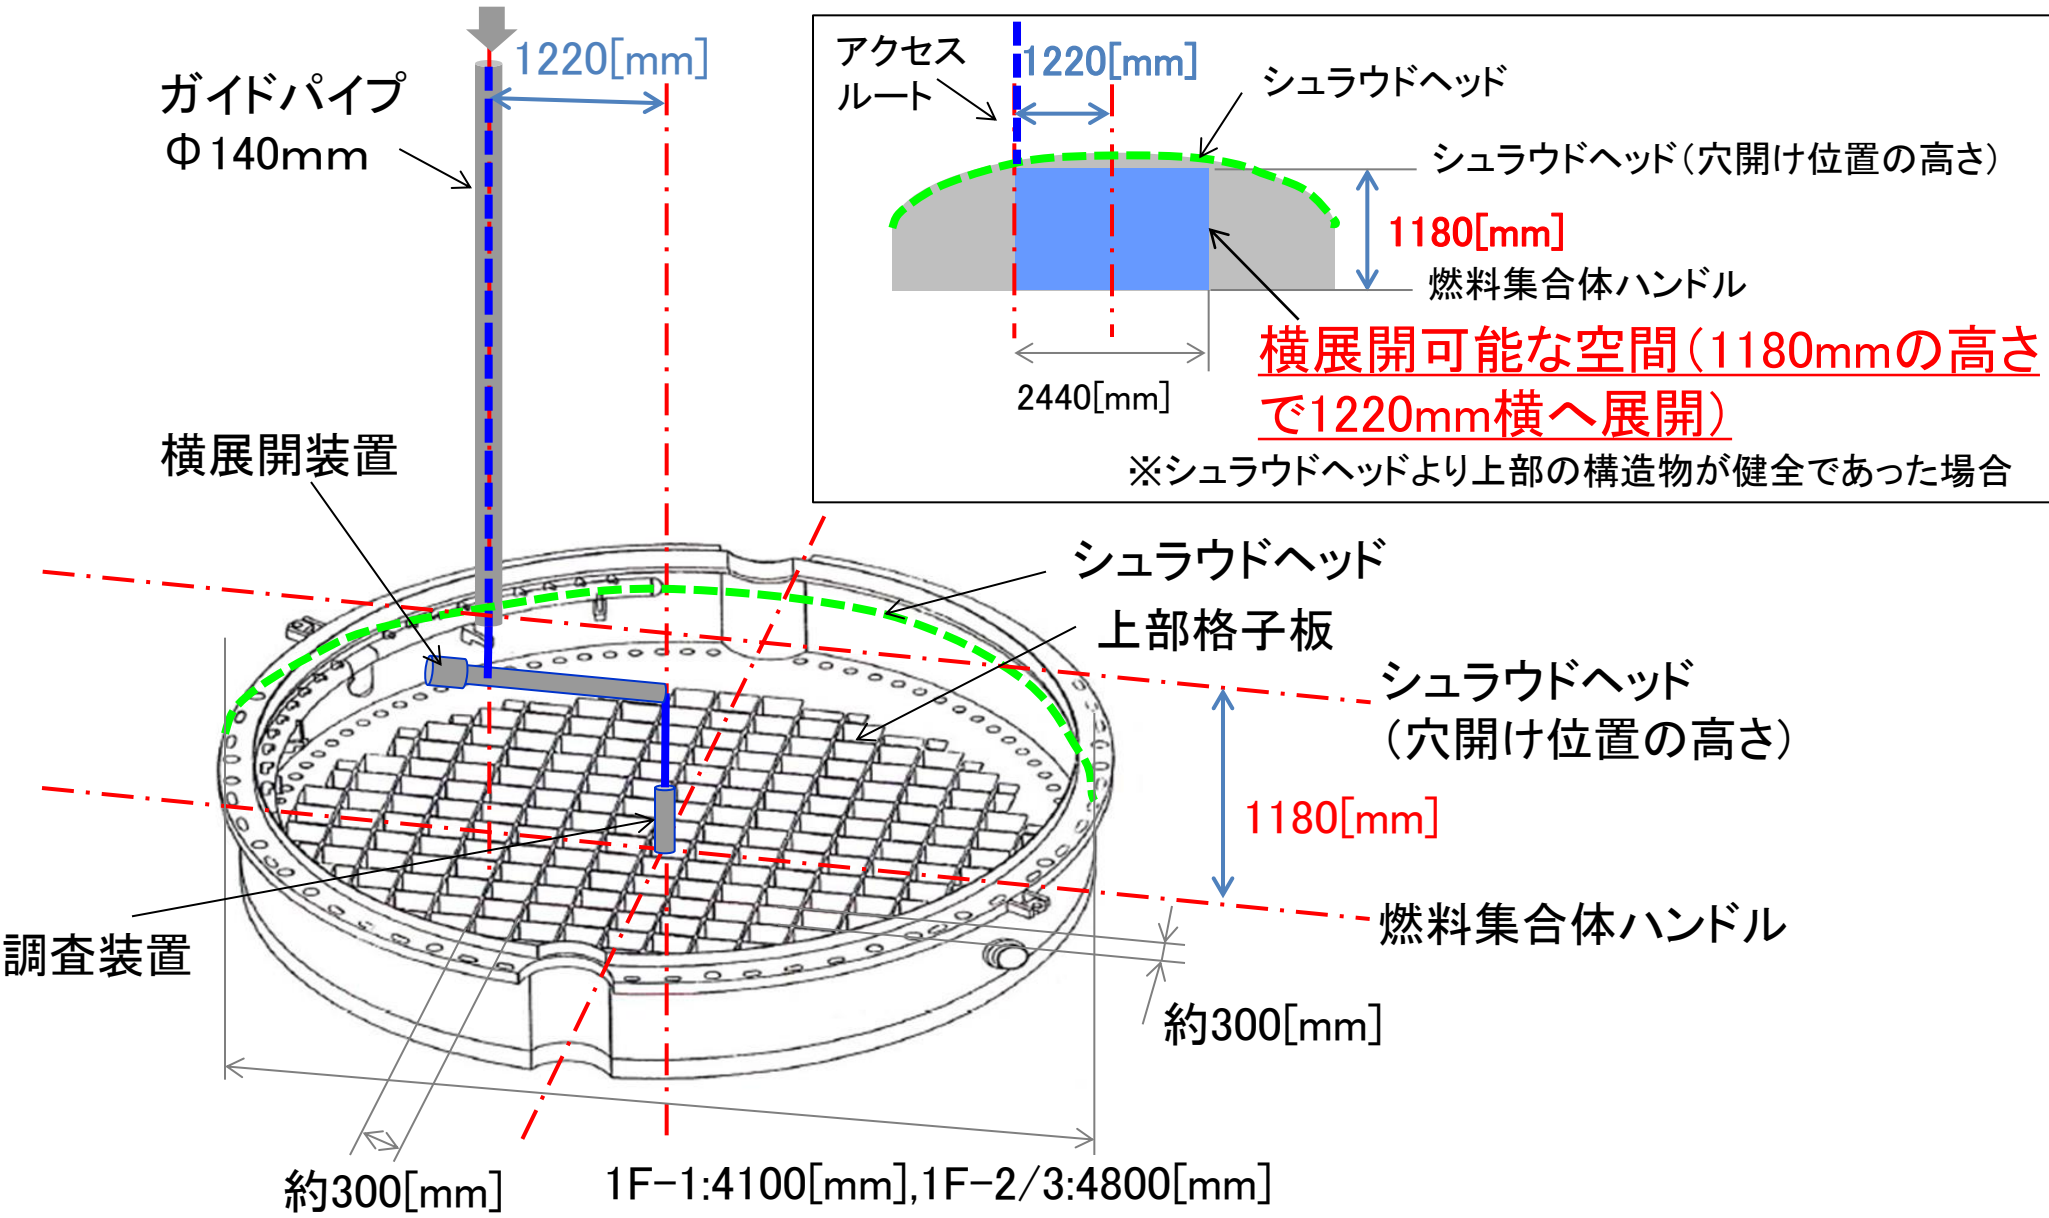 1220[mm]
ガイドパイプ
Φ140mm
横展開装置
調査装置
アクセス
ルート
1220[mm]
シュラウドヘッド
シュラウドヘッド(穴開け位置の高さ)
1180[mm]
燃料集合体ハンドル
2440[mm]
横展開可能な空間(1180mmの高さ
で1220mm横へ展開)
※シュラウドヘッドより上部の構造物が健全であった場合
シュラウドヘッド
上部格子板
シュラウドヘッド
(穴開け位置の高さ)
1180[mm]
燃料集合体ハンドル
約300[mm]
約300[mm]
1F-1:4100[mm],1F-2/3:4800[mm]